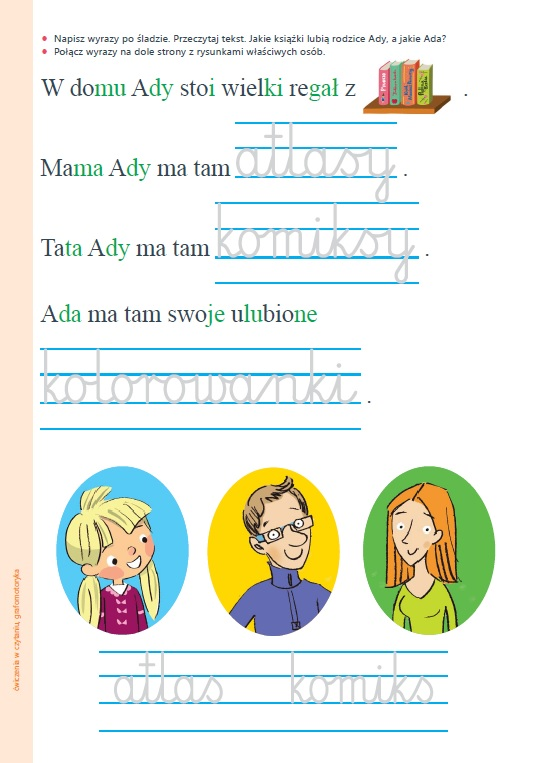 • Napisz wyrazy po śladzie. Przeczytaj tekst. Jakie książki lubią rodzice Ady, a jakie Ada?
• Połącz wyrazy na dole strony z rysunkami właściwych osób.
W domu Ady stoi wielki regał z .
Mama Ady ma tam atlasy .
Tata Ady ma tam komiksy .
Ada ma tam swoje ulubione
kolorowanki .
atlas komiks
ćwiczenia w czytaniu, grafomotoryka